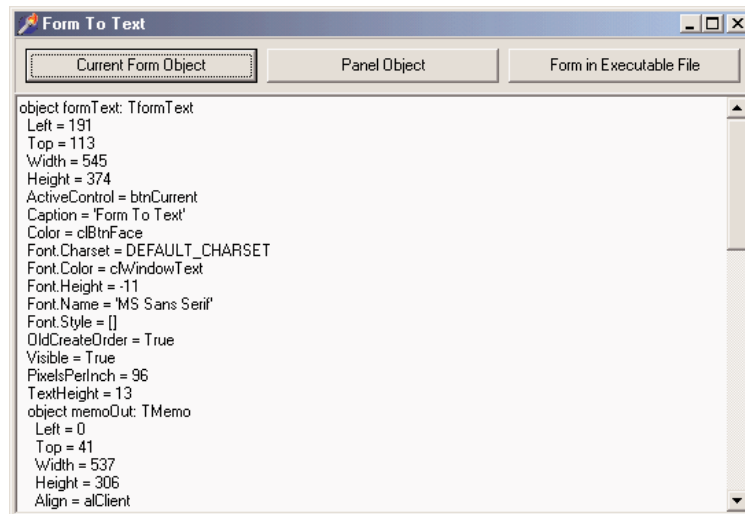 Form To Text
Current Form Object
Panel Object
Form in Executable File
object formText: TformText
Left = 191
Top = 113
Width = 545
Height = 374
ActiveControl = btnCurrent
Caption = 'Form To Text'
Color = clBtnFace
Font.Charset = DEFAULT_CHARSET
Font.Color = clWindowText
Font.Height = -11
Font.Name = 'MS Sans Serif'
Font.Style = []
OldCreateOrder = True
Visible = True
PixelsPerInch = 96
TextHeight = 13
object memoOut: TMemo
Left = 0
Top = 41
Width = 537
Height = 306
Align = alClient